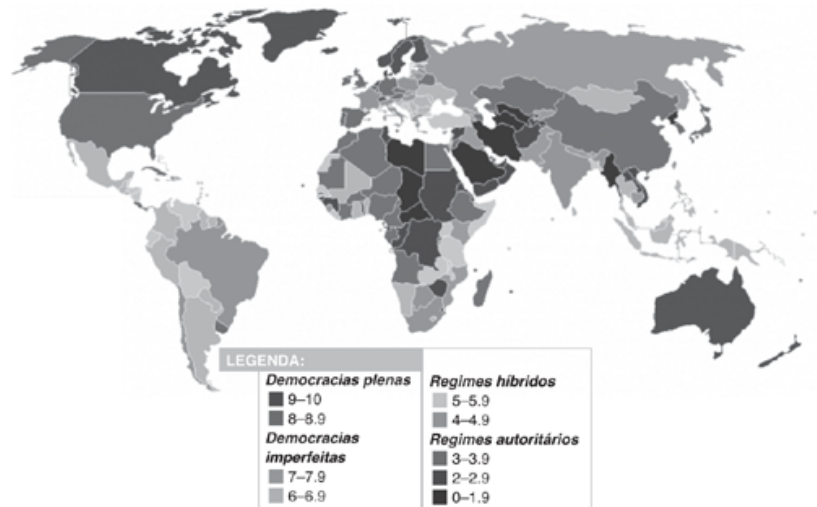 LEGENDA:
Democracias plenas
9–10
8–8.9
Democracias
imperfeitas
7–7.9
6–6.9
Regimes híbridos
5–5.9
4–4.9
Regimes autoritários
3–3.9
2–2.9
0–1.9